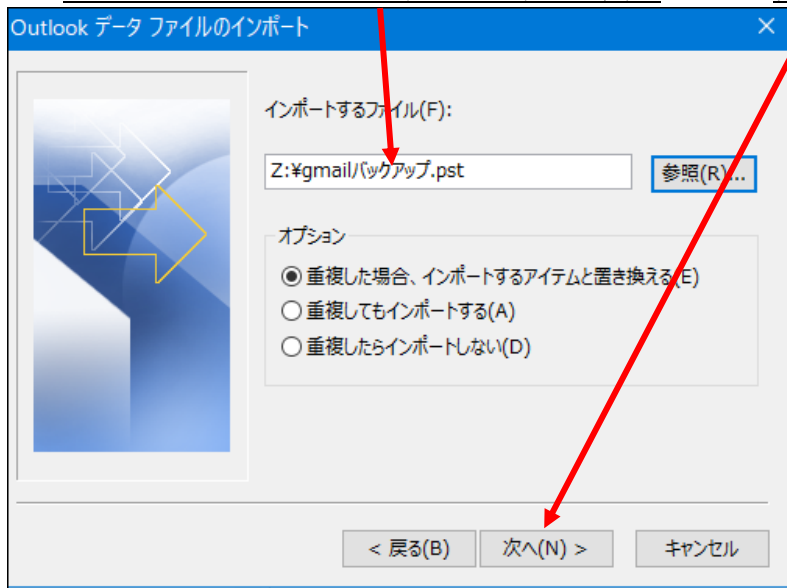 Outlook データ ファイルのインポート
インポートするファイル(F):
Z:¥gmailバックアップ.pst
参照(R)...
オプション
重複した場合、インポートするアイテムと置き換える(E)
重複してもインポートする(A)
重複したらインポートしない(D)
< 戻る(B)
次へ(N) >
キャンセル